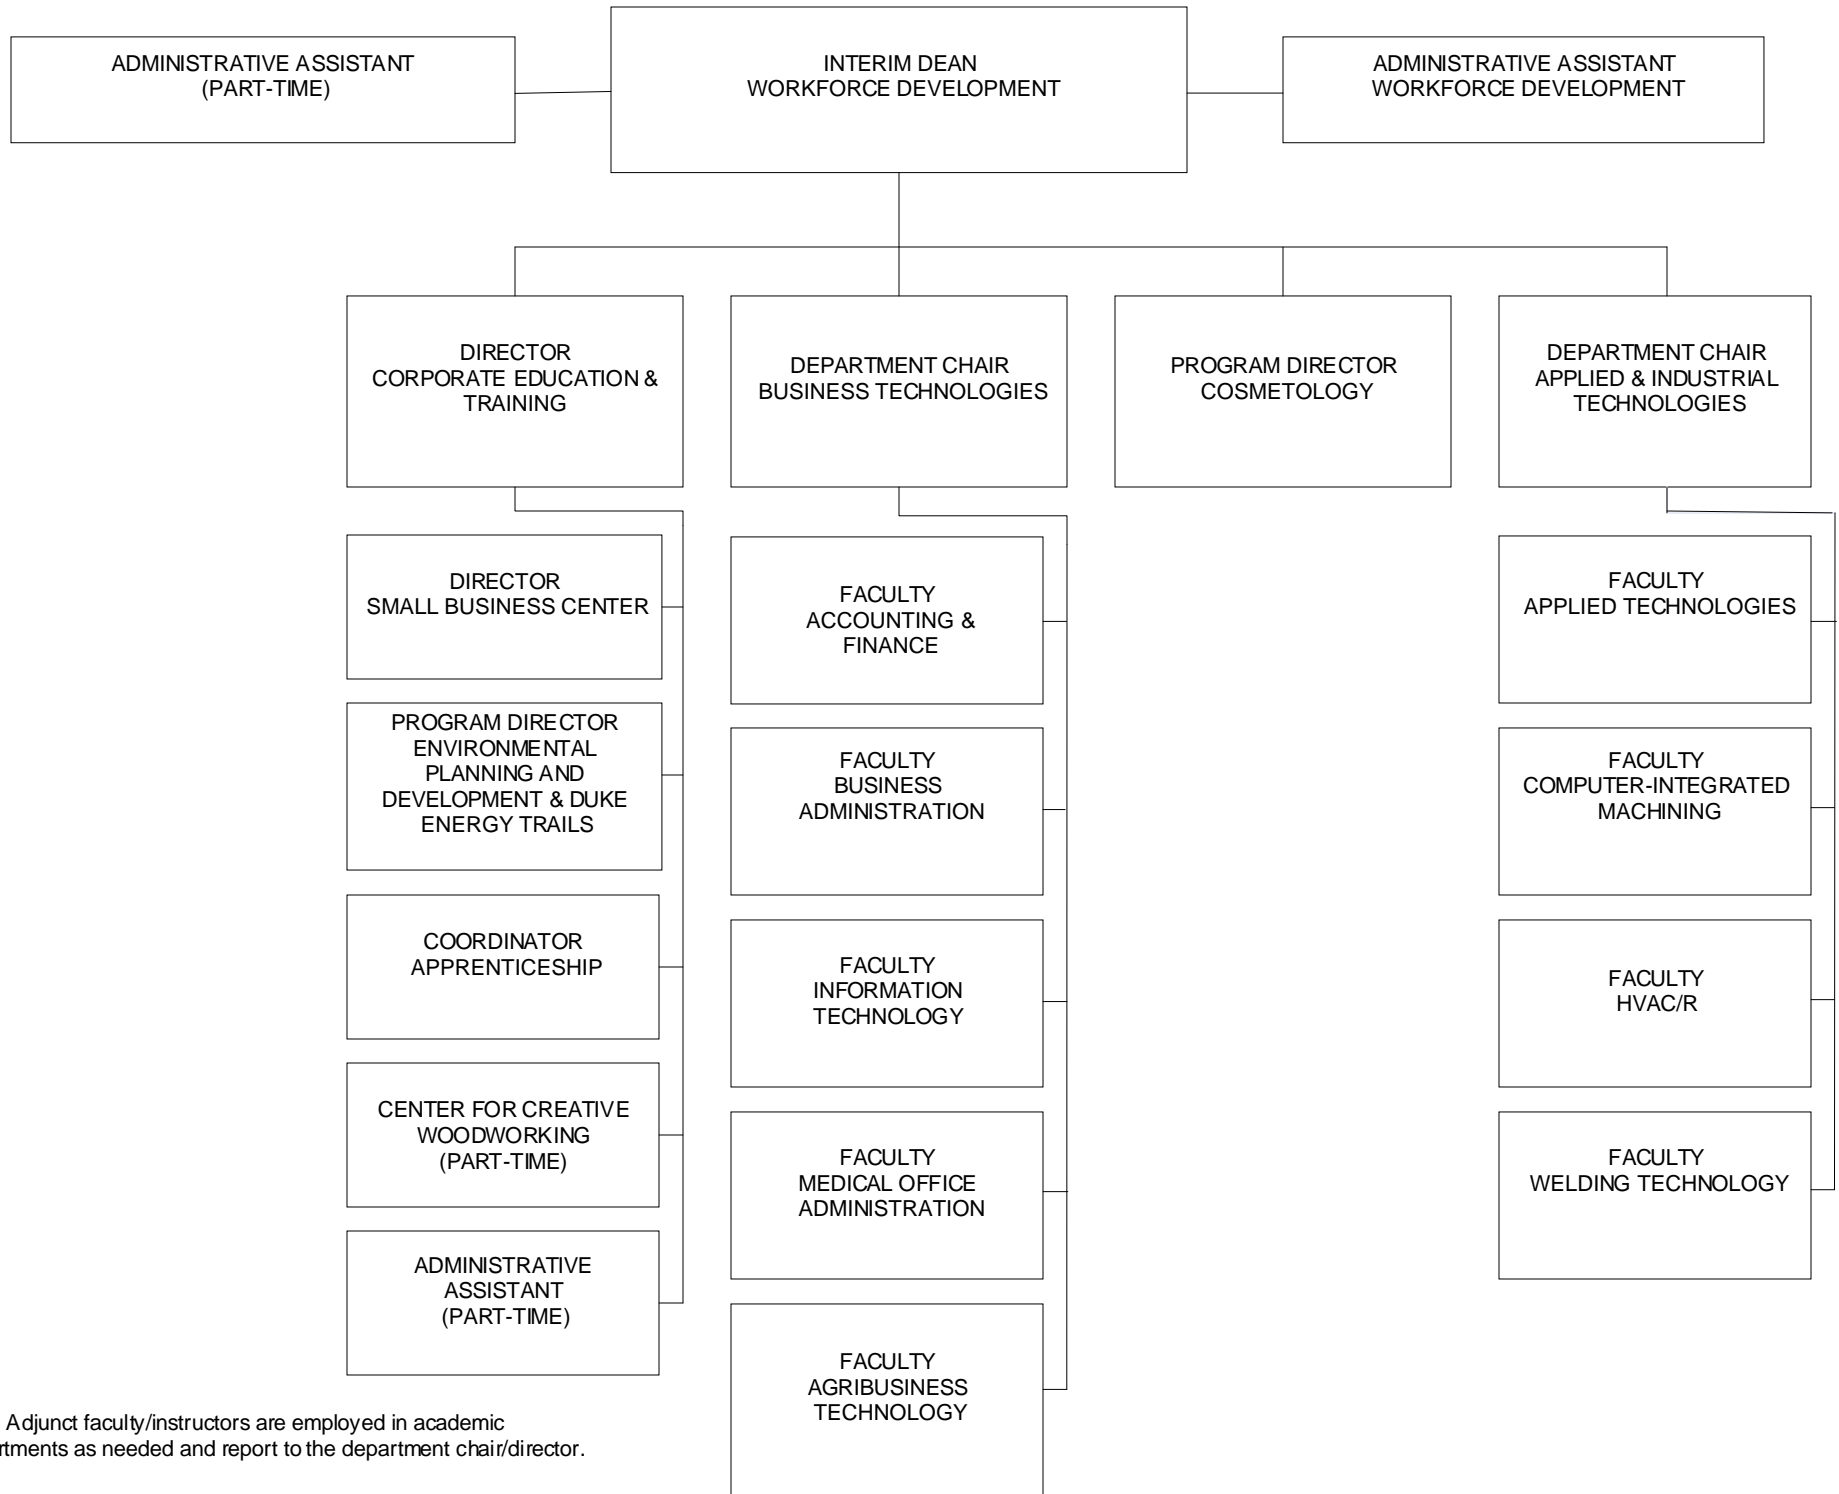 ADMINISTRATIVE ASSISTANT
(PART-TIME)
INTERIM DEAN
WORKFORCE DEVELOPMENT
ADMINISTRATIVE ASSISTANT
WORKFORCE DEVELOPMENT
DIRECTOR
CORPORATE EDUCATION &
TRAINING
DEPARTMENT CHAIR
BUSINESS TECHNOLOGIES
PROGRAM DIRECTOR
COSMETOLOGY
DEPARTMENT CHAIR
APPLIED & INDUSTRIAL
TECHNOLOGIES
DIRECTOR
SMALL BUSINESS CENTER
PROGRAM DIRECTOR
ENVIRONMENTAL
PLANNING AND
DEVELOPMENT & DUKE
ENERGY TRAILS
COORDINATOR
APPRENTICESHIP
CENTER FOR CREATIVE
WOODWORKING
(PART-TIME)
ADMINISTRATIVE
ASSISTANT
(PART-TIME)
FACULTY
ACCOUNTING &
FINANCE
FACULTY
BUSINESS
ADMINISTRATION
FACULTY
INFORMATION
TECHNOLOGY
FACULTY
MEDICAL OFFICE
ADMINISTRATION
FACULTY
AGRIBUSINESS
TECHNOLOGY
FACULTY
APPLIED TECHNOLOGIES
FACULTY
COMPUTER-INTEGRATED
MACHINING
FACULTY
HVAC/R
FACULTY
WELDING TECHNOLOGY
Adjunct faculty/instructors are employed in academic
rtments as needed and report to the department chair/director.